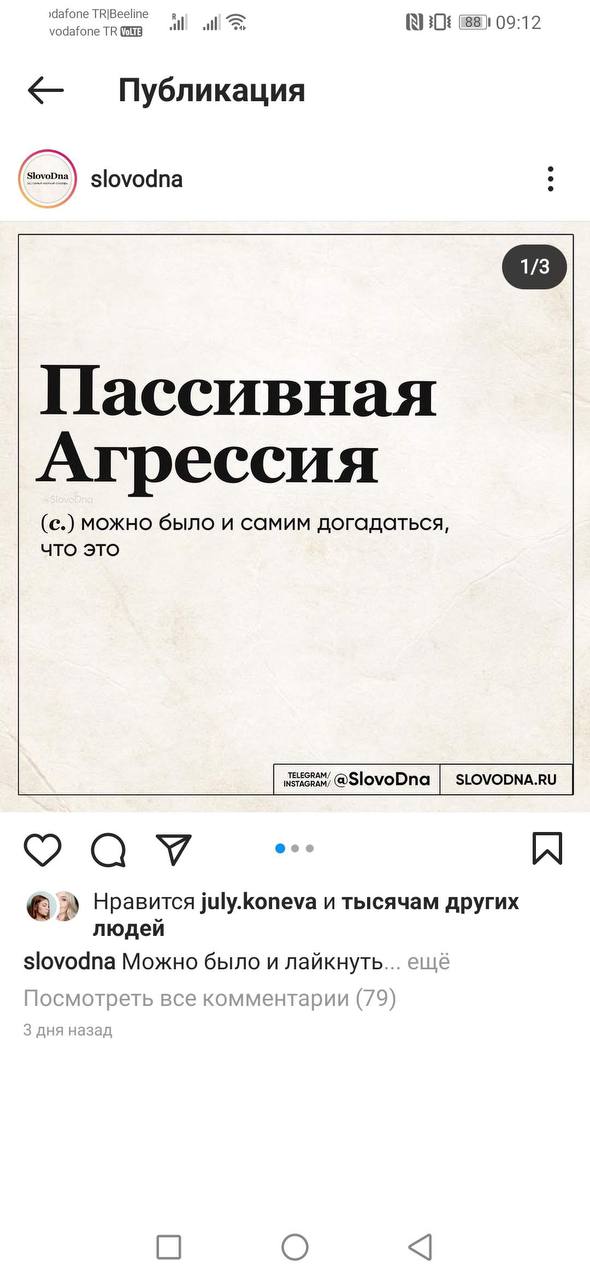 odafone TR|Beeline
vodafone TR VoLTE
R
88 09:12
Публикация
SlovoDna
slovodna
1/3
Пассивная
Агрессия
@SlovoDna
(с.) можно было и самим догадаться,
что это
TELEGRAM/
INSTAGRAM/ @SlovoDna
SLOVODNA.RU
Нравится july.koneva и тысячам других
людей
slovodna Можно было и лайкнуть... ещё
Посмотреть все комментарии (79)
3 дня назад